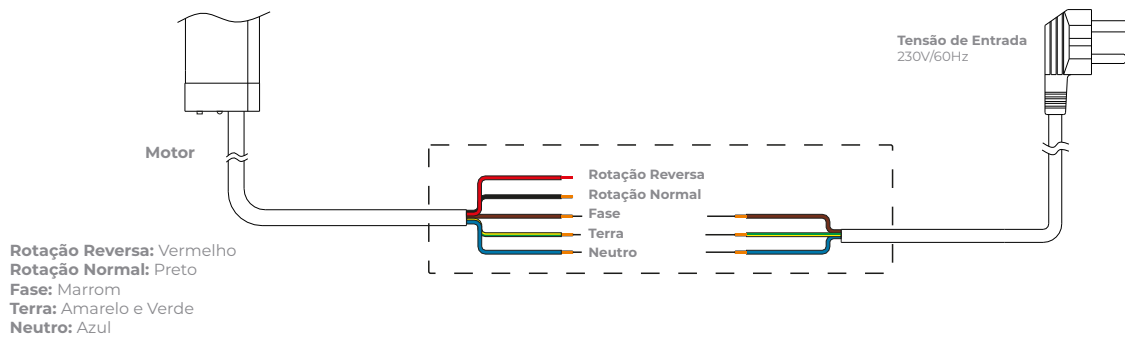 Tensão de Entrada
230V/60Hz
Motor
Rotação Reversa
Rotação Normal
Fase
Terra
Neutro
Rotação Reversa: Vermelho
Rotação Normal: Preto
Fase: Marrom
Terra: Amarelo e Verde
Neutro: Azul